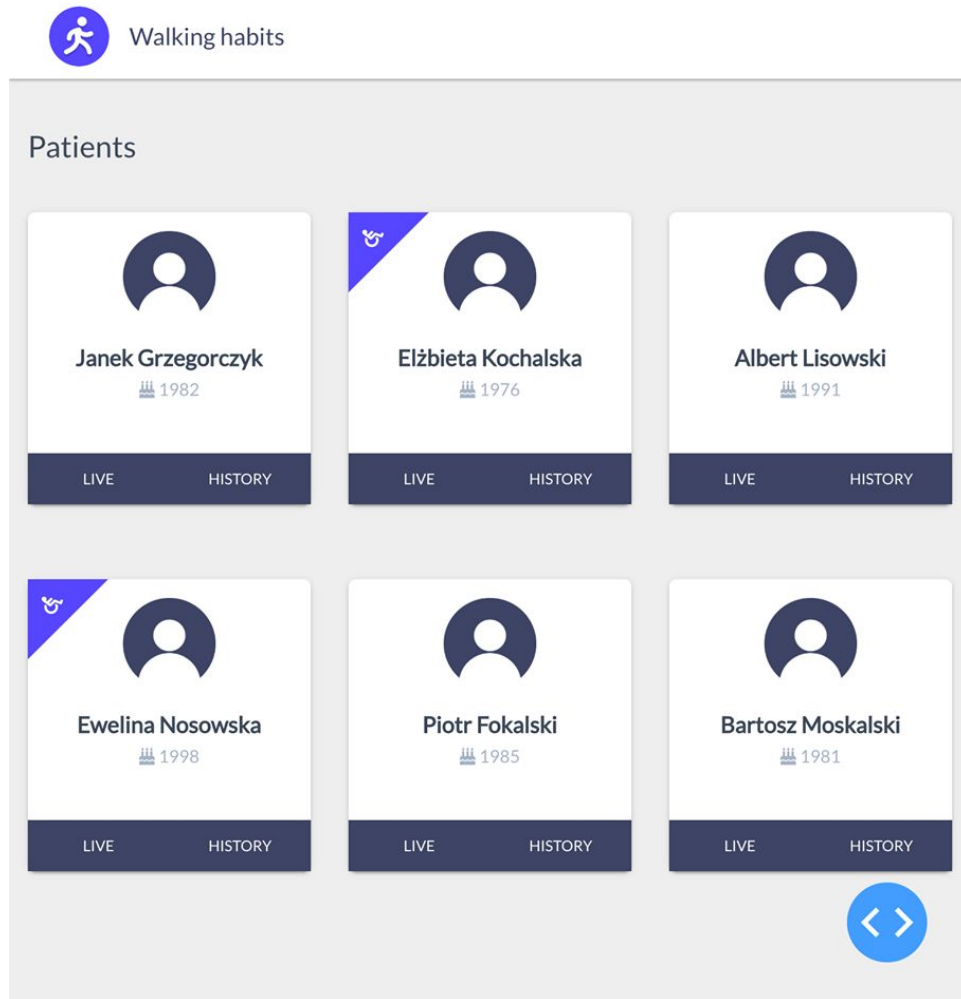 Walking habits
Patients
Janek Grzegorczyk
1982
LIVE HISTORY
Elżbieta Kochalska
1976
LIVE HISTORY
Albert Lisowski
1991
LIVE HISTORY
Ewelina Nosowska
1998
LIVE HISTORY
Piotr Fokalski
1985
LIVE HISTORY
Bartosz Moskalski
1981
LIVE HISTORY